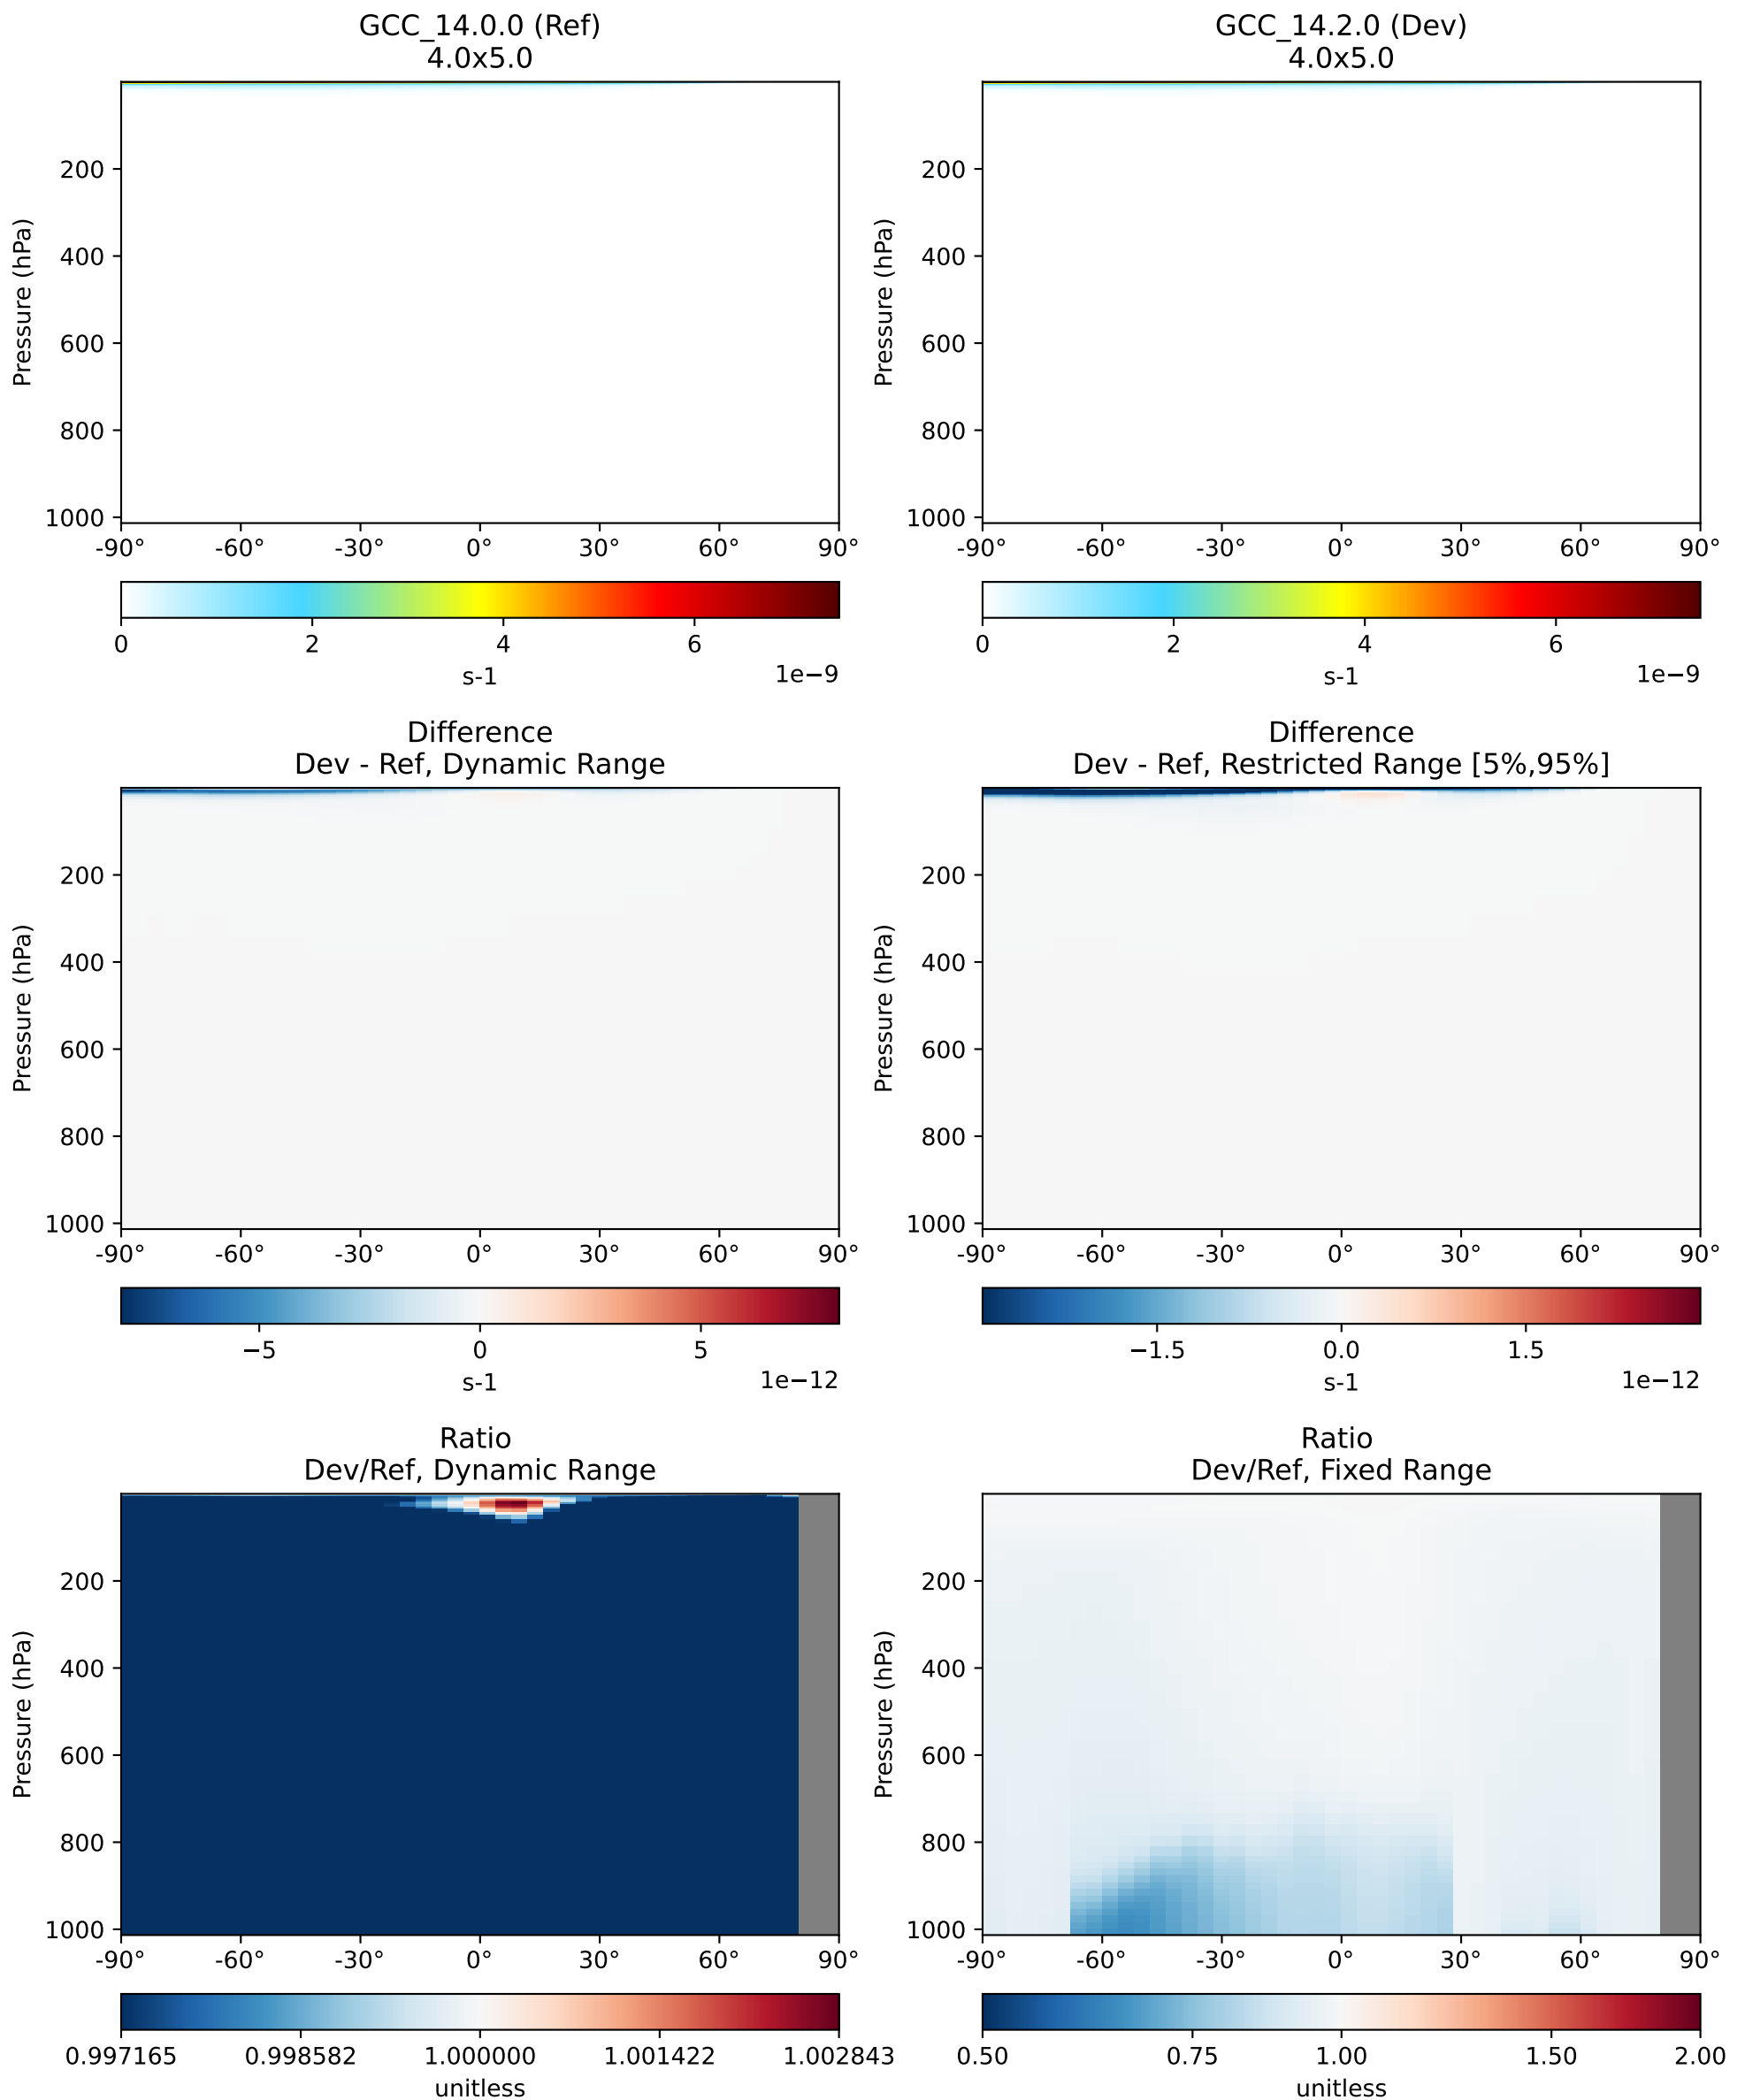 GCC_14.0.0 (Ref)
4.0x5.0
Pressure (hPa)
200
400
600
800
1000
-90° -60° -30° 0° 30° 60° 90°
0 2 4 6
s-1
1e−9
GCC_14.2.0 (Dev)
4.0x5.0
Pressure (hPa)
200
400
600
800
1000
-90° -60° -30° 0° 30° 60° 90°
0 2 4 6
s-1
1e−9
Difference
Dev - Ref, Dynamic Range
Pressure (hPa)
200
400
600
800
1000
-90° -60° -30° 0° 30° 60° 90°
−5 0 5
s-1
1e−12
Difference
Dev - Ref, Restricted Range [5%,95%]
Pressure (hPa)
200
400
600
800
1000
-90° -60° -30° 0° 30° 60° 90°
−1.5 0.0 1.5
s-1
1e−12
Ratio
Dev/Ref, Dynamic Range
Pressure (hPa)
200
400
600
800
1000
-90° -60° -30° 0° 30° 60° 90°
0.997165 0.998582 1.000000 1.001422 1.002843
unitless
Ratio
Dev/Ref, Fixed Range
Pressure (hPa)
200
400
600
800
1000
-90° -60° -30° 0° 30° 60° 90°
0.50 0.75 1.00 1.50 2.00
unitless